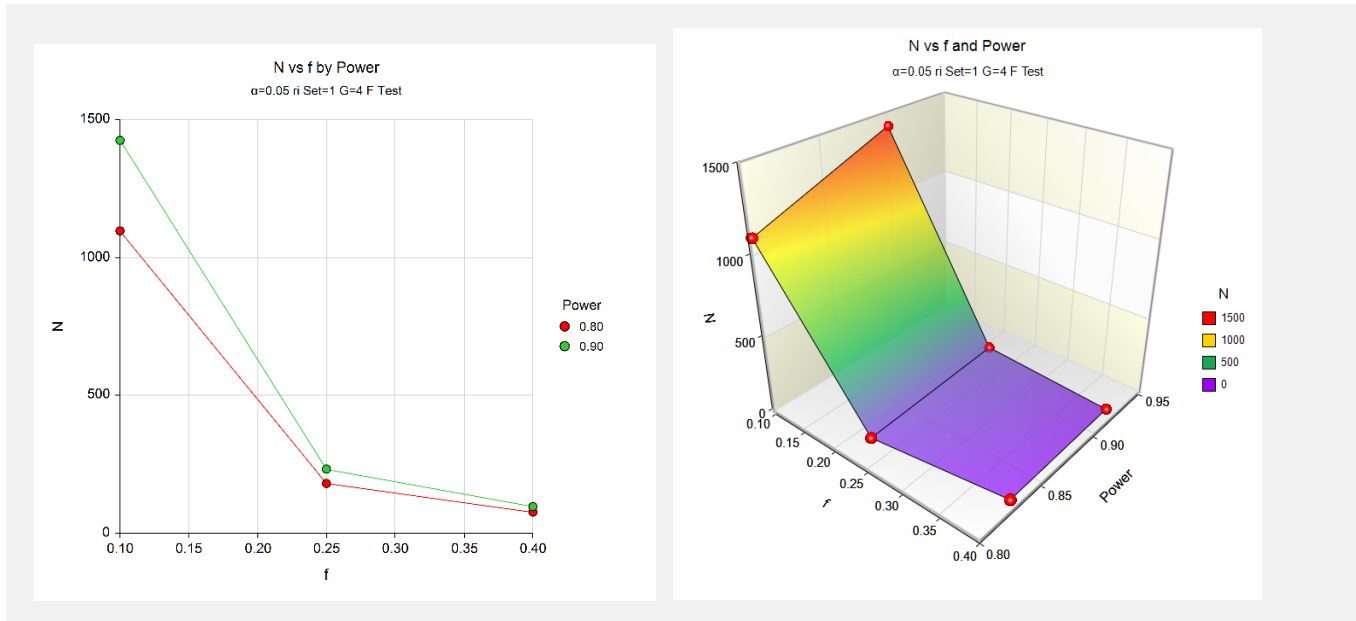 N vs f by Power
α=0.05 ri Set=1 G=4 F Test
1500
1000
500
0
N
0.10 0.15 0.20 0.25 0.30 0.35 0.40
f
Power
0.80
0.90
N vs f and Power
α=0.05 ri Set=1 G=4 F Test
1500
1000
500
0
N
0.10
0.15
0.20
0.25
0.30
0.35
0.40
f
0.80
0.85
0.90
0.95
Power
N
1500
1000
500
0